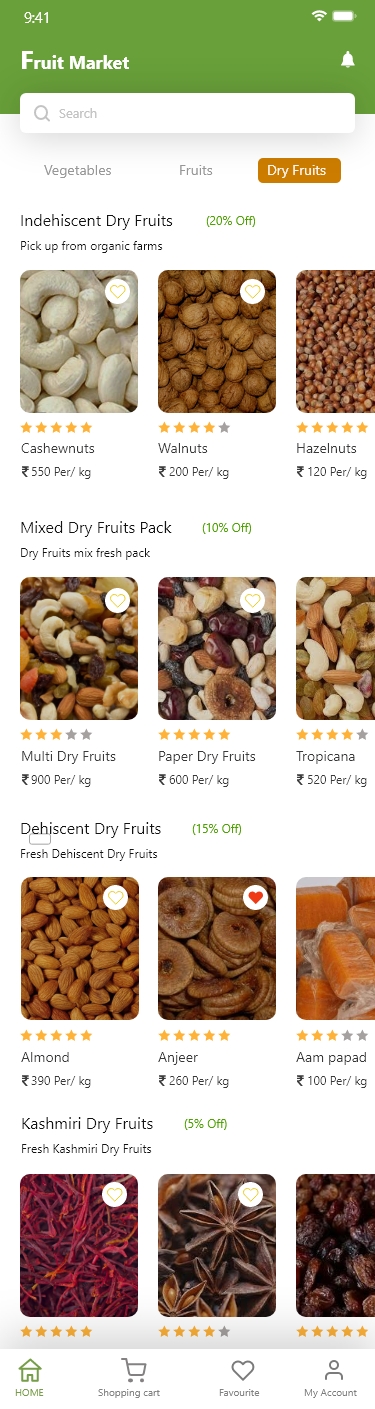 9:41
Fruit Market
Search
Vegetables Fruits Dry Fruits
Indehiscent Dry Fruits (20% Off)
Pick up from organic farms
Cashewnuts Walnuts Hazelnuts
₹550 Per/ kg ₹ 200 Per/ kg ₹ 120 Per/ kg
Mixed Dry Fruits Pack (10% Off)
Dry Fruits mix fresh pack
Multi Dry Fruits Paper Dry Fruits Tropicana
₹900 Per/ kg ₹ 600 Per/ kg ₹ 520 Per/ kg
Dehiscent Dry Fruits (15% Off)
Fresh Dehiscent Dry Fruits
Almond Anjeer Aam papad
₹390 Per/ kg ₹ 260 Per/ kg ₹ 100 Per/ kg
Kashmiri Dry Fruits (5% Off)
Fresh Kashmiri Dry Fruits
HOME Shopping cart Favourite My Account